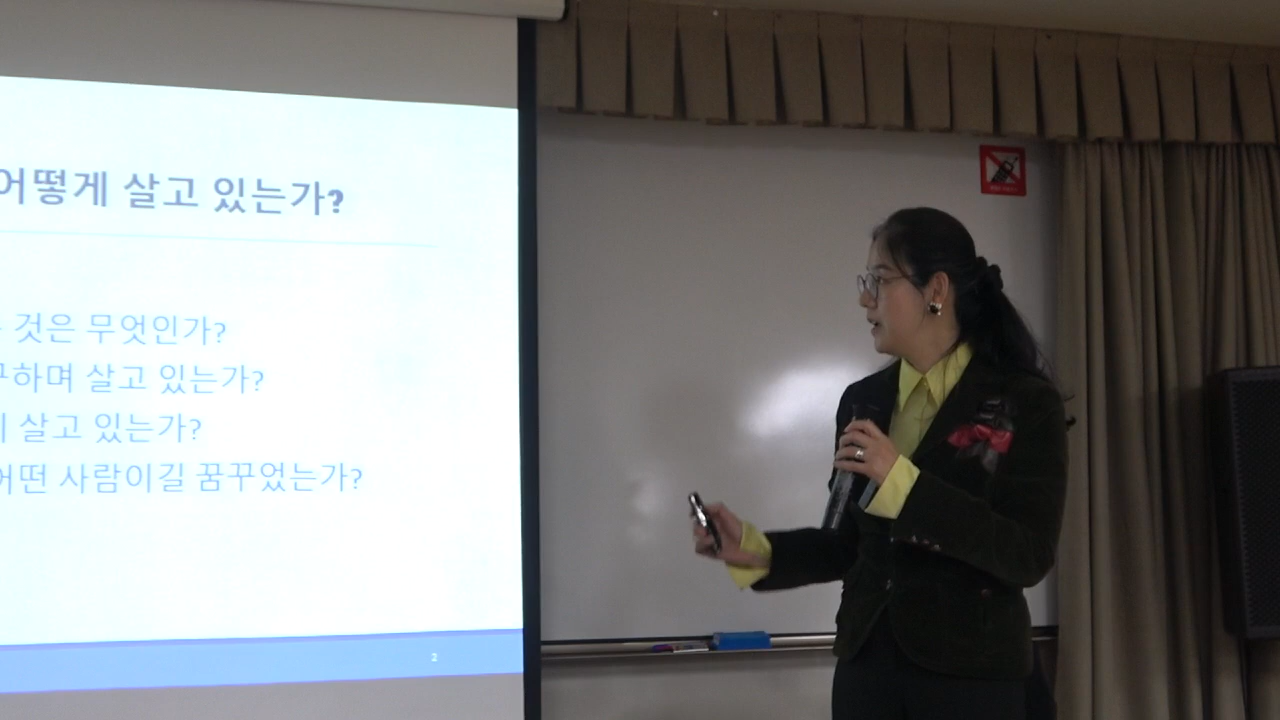 어떻게 살고 있는가?
것은 무엇인가?
구하며 살고 있는가?
살고 있는가?
어떤 사람이길 꿈꾸었는가?
2